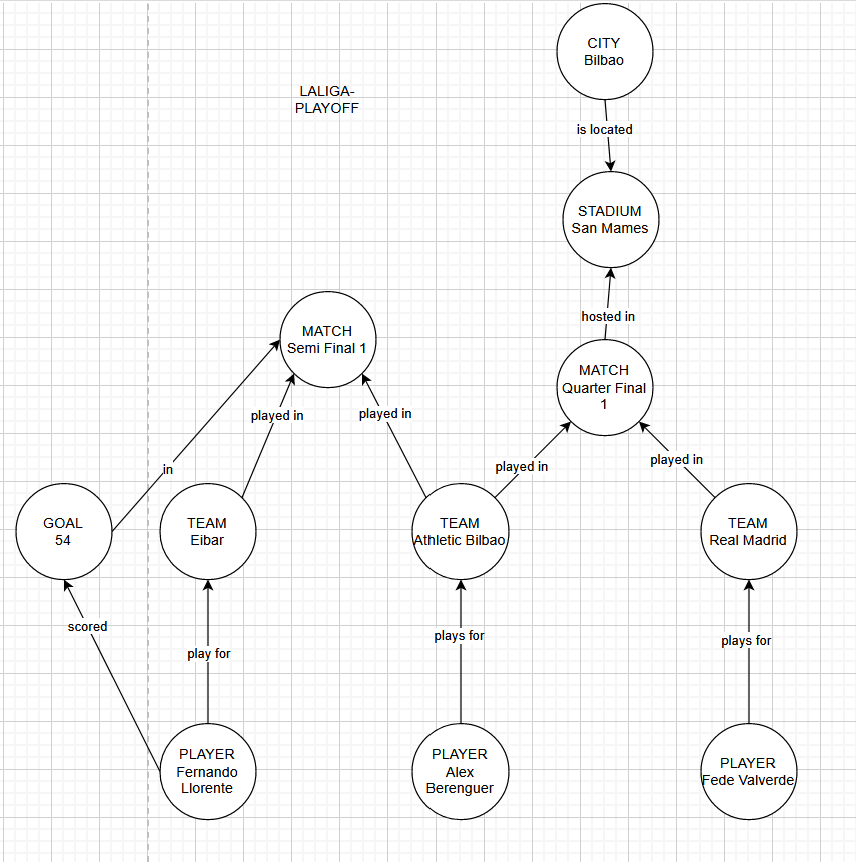 CITY
Bilbao
LALIGA-
PLAYOFF
is located
STADIUM
San Mames
hosted in
MATCH
Semi Final 1
MATCH
Quarter Final
1
played in
played in
in
played in
played in
GOAL
54
TEAM
Eibar
TEAM
Athletic Bilbao
TEAM
Real Madrid
scored
play for
plays for
plays for
PLAYER
Fernando
Llorente
PLAYER
Alex
Berenguer
PLAYER
Fede Valverde